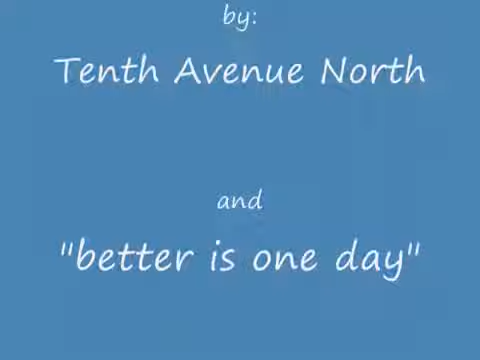 by:
Tenth Avenue North
and
"better is one day"